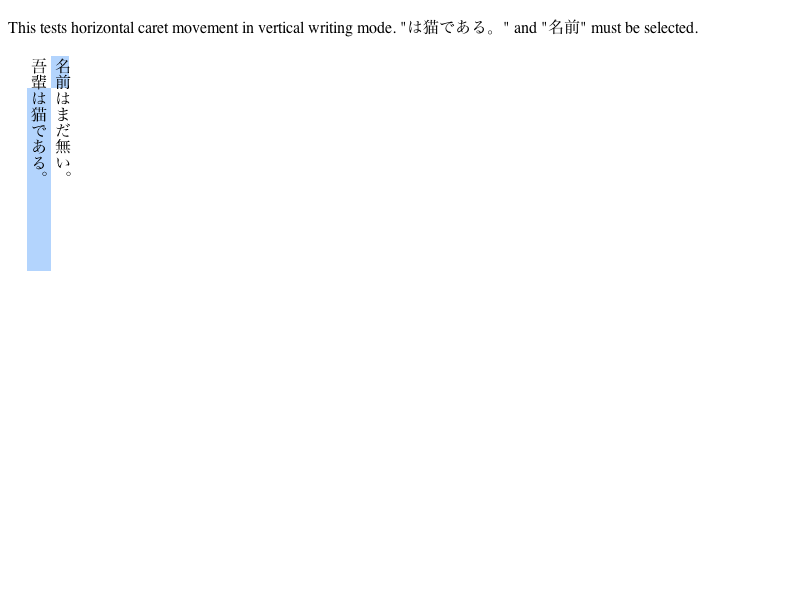 This tests horizontal caret movement in vertical writing mode. "は猫である。" and "名前" must be selected.
吾輩は猫である。
名前はまだ無い。